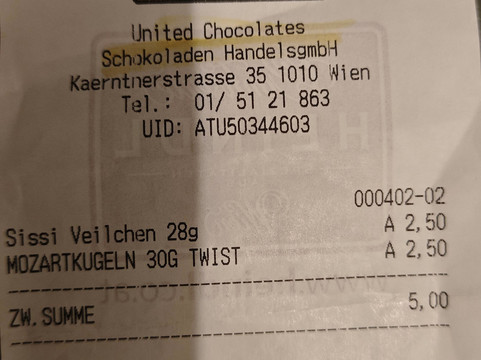 United Chocolates
Schokoladen HandelsgmbH
Kaerntnerstrasse 35 1010 Wien
Tel.: 01/ 51 21 863
UID: ATU50344603
000402-02
Sissi Veilchen 28g A 2,50
MOZARTKUGELN 30G TWIST A 2,50
ZW.SUMME 5,00